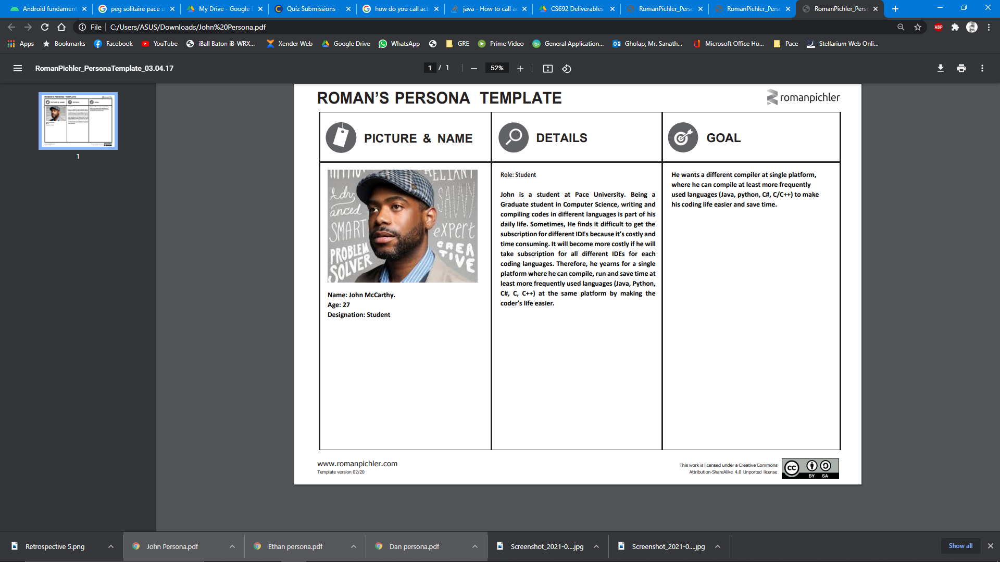 Android fundament
peg solitaire pace u
My Drive - Google D
Quiz Submissions -
how do you call acti
java - How to call a
CS692 Deliverables
RomanPichler_Perso
RomanPichler_Perso
RomanPichler_Perso
File
C:/Users/ASUS/Downloads/John%20Persona.pdf
ABP
Apps
Bookmarks
Facebook
YouTube
iBall Baton iB-WRX...
Xender Web
Google Drive
WhatsApp
GRE
Prime Video
General Application...
Gholap, Mr. Sanath...
Microsoft Office Ho...
Pace
Stellarium Web Onli...
RomanPichler_PersonaTemplate_03.04.17
1 / 1
52%
1
ROMAN’S PERSONA TEMPLATE
romanpichler
PICTURE & NAME
DETAILS
GOAL
RELIANT
Adv
anced
SAVVY
SMART
expert
PROBLEM
SOLVER
CREA
TIVE
Name: John McCarthy.
Age: 27
Designation: Student
Role: Student
John is a student at Pace University. Being a
Graduate student in Computer Science, writing and
compiling codes in different languages is part of his
daily life. Sometimes, He finds it difficult to get the
subscription for different IDEs because it’s costly and
time consuming. It will become more costly if he will
take subscription for all different IDEs for each
coding languages. Therefore, he yearns for a single
platform where he can compile, run and save time at
least more frequently used languages (Java, Python,
C#, C, C++) at the same platform by making the
coder’s life easier.
He wants a different compiler at single platform,
where he can compile at least more frequently
used languages (Java, python, C#, C/C++) to make
his coding life easier and save time.
www.romanpichler.com
Template version 02/20
This work is licensed under a Creative Commons
Attribution-ShareAlike 4.0 Unported license
cc
BY SA
Retrospective 5.png
John Persona.pdf
Ethan persona.pdf
Dan persona.pdf
Screenshot_2021-0....jpg
Screenshot_2021-0....jpg
Show all